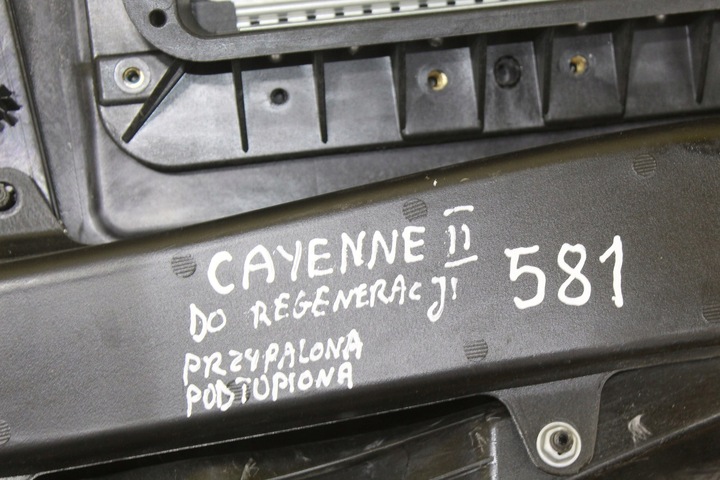 CAYENNE II 581
DO REGENERACJI
PRZYPALONA
PODTOPIONA